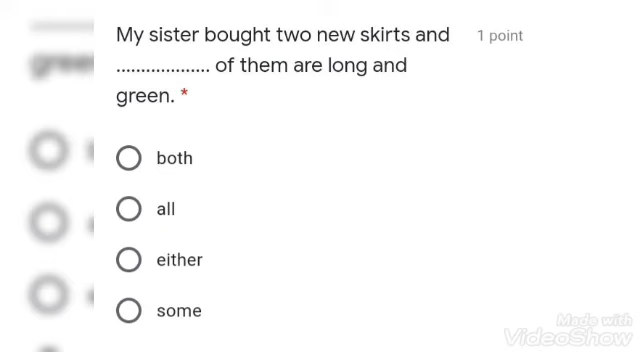 My sister bought two new skirts and 1 point
................... of them are long and
green. *
both
all
either
some
Made with
VideoShow